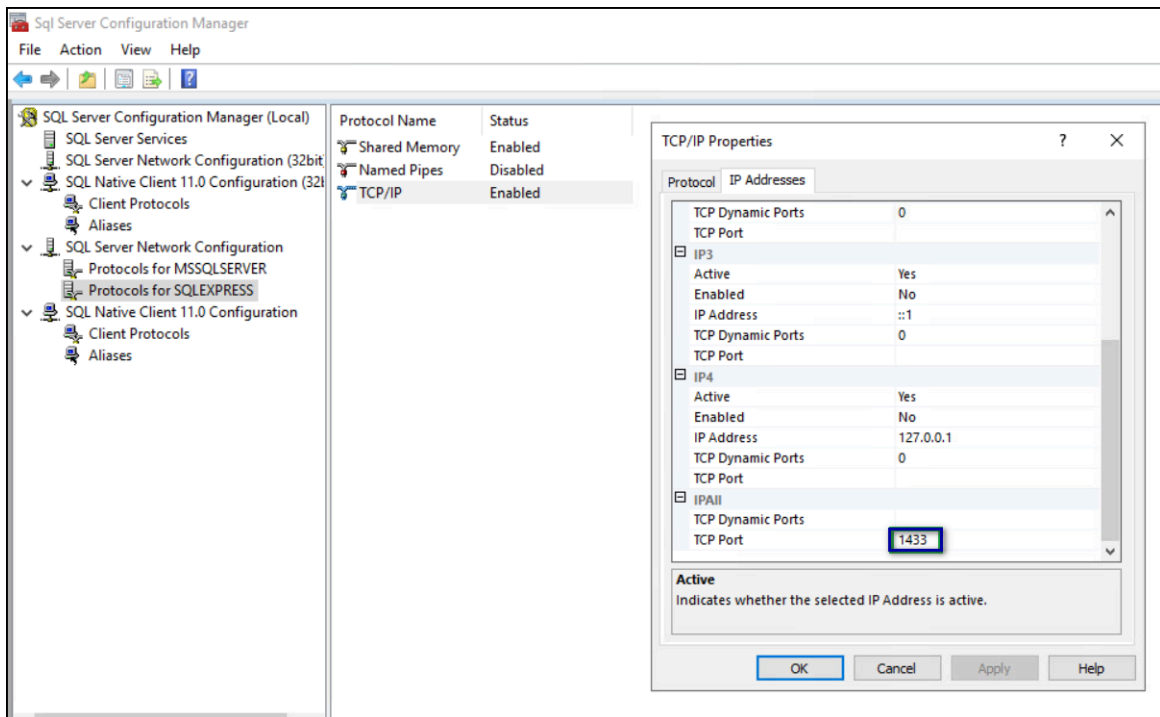 Sql Server Configuration Manager
File Action View Help
SQL Server Configuration Manager (Local)
SQL Server Services
SQL Server Network Configuration (32bit
SQL Native Client 11.0 Configuration (32b
Client Protocols
Aliases
SQL Server Network Configuration
Protocols for MSSQLSERVER
Protocols for SQLEXPRESS
SQL Native Client 11.0 Configuration
Client Protocols
Aliases
Protocol Name Status
Shared Memory Enabled
Named Pipes Disabled
TCP/IP Enabled
TCP/IP Properties ? X
Protocol IP Addresses
TCP Dynamic Ports 0
TCP Port
IP3
Active Yes
Enabled No
IP Address ::1
TCP Dynamic Ports 0
TCP Port
IP4
Active Yes
Enabled No
IP Address 127.0.0.1
TCP Dynamic Ports 0
TCP Port
IPAll
TCP Dynamic Ports
TCP Port 1433
Active
Indicates whether the selected IP Address is active.
OK Cancel Apply Help